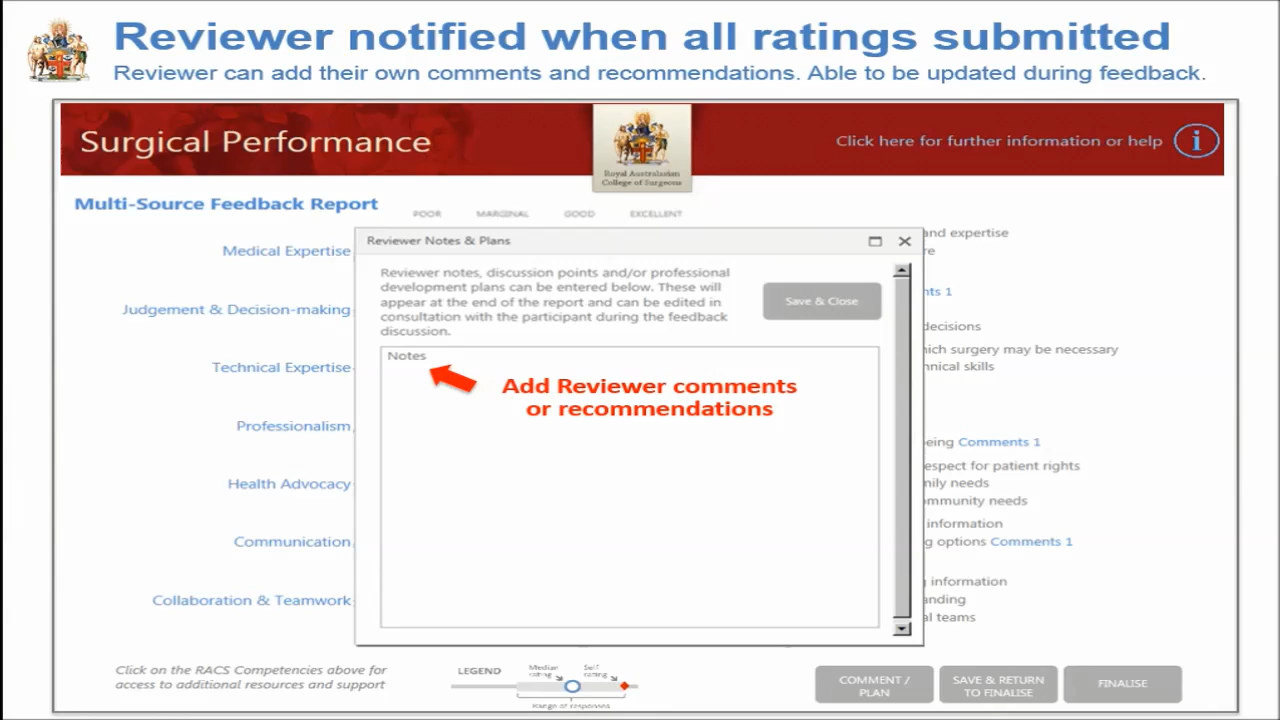 Reviewer notified when all ratings submitted
Reviewer can add their own comments and recommendations. Able to be updated during feedback.
Surgical Performance
Royal Australasian
College of Surgeons
Click here for further information or help
i
Multi-Source Feedback Report
POOR MARGINAL GOOD EXCELLENT
Reviewer Notes & Plans
Reviewer notes, discussion points and/or professional
development plans can be entered below. These will
appear at the end of the report and can be edited in
consultation with the participant during the feedback
discussion.
Save & Close
Notes
Add Reviewer comments
or recommendations
Medical Expertise
Judgement & Decision-making
Technical Expertise
Professionalism
Health Advocacy
Communication
Collaboration & Teamwork
and expertise
re
nts 1
decisions
hich surgery may be necessary
hnical skills
eing Comments 1
espect for patient rights
nily needs
ommunity needs
information
g options Comments 1
g information
anding
al teams
Click on the RACS Competencies above for
access to additional resources and support
LEGEND
Median
rating
Self
rating
Range of responses
COMMENT /
PLAN
SAVE & RETURN
TO FINALISE
FINALISE